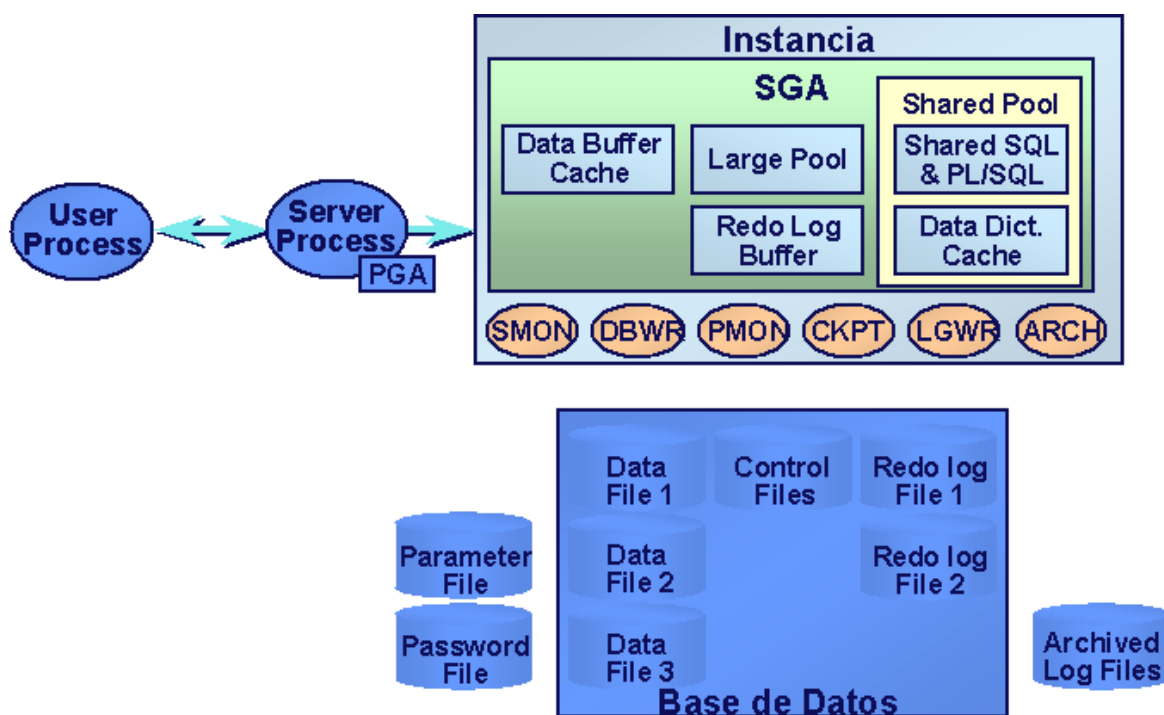 Instancia
SGA
Shared Pool
Data Buffer
Cache
Large Pool
Shared SQL
& PL/SQL
Redo Log
Buffer
Data Dict.
Cache
User
Process
Server
Process
PGA
SMON
DBWR
PMON
CKPT
LGWR
ARCH
Data
File 1
Control
Files
Redo log
File 1
Parameter
File
Data
File 2
Redo log
File 2
Password
File
Data
File 3
Archived
Log Files
Base de Datos